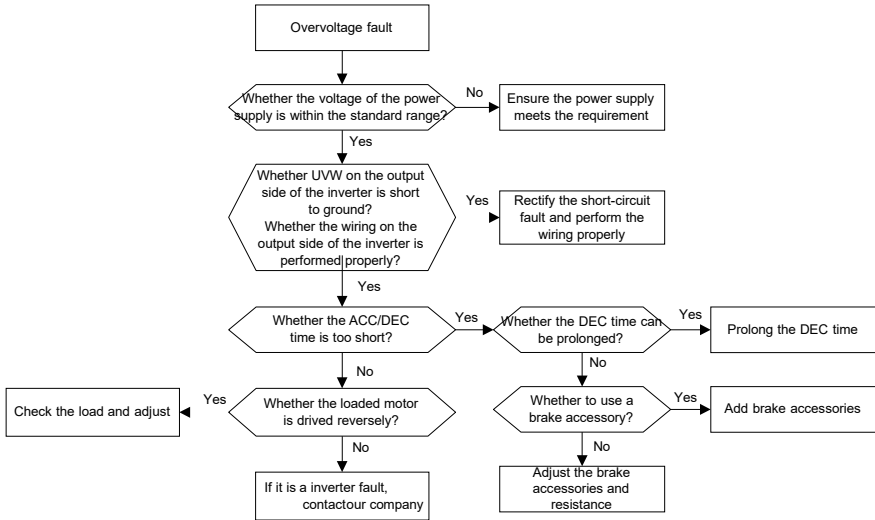 Overvoltage fault
Whether the voltage of the power
supply is within the standard range?
No
Ensure the power supply
meets the requirement
Yes
Whether UVW on the output
side of the inverter is short
to ground?
Whether the wiring on the
output side of the inverter is
performed properly?
Yes
Rectify the short-circuit
fault and perform the
wiring properly
Yes
Whether the ACC/DEC
time is too short?
Yes
Whether the DEC time can
be prolonged?
Yes
Prolong the DEC time
No
No
Check the load and adjust
Yes
Whether the loaded motor
is drived reversely?
Whether to use a
brake accessory?
Yes
Add brake accessories
No
No
If it is a inverter fault,
contactour company
Adjust the brake
accessories and
resistance